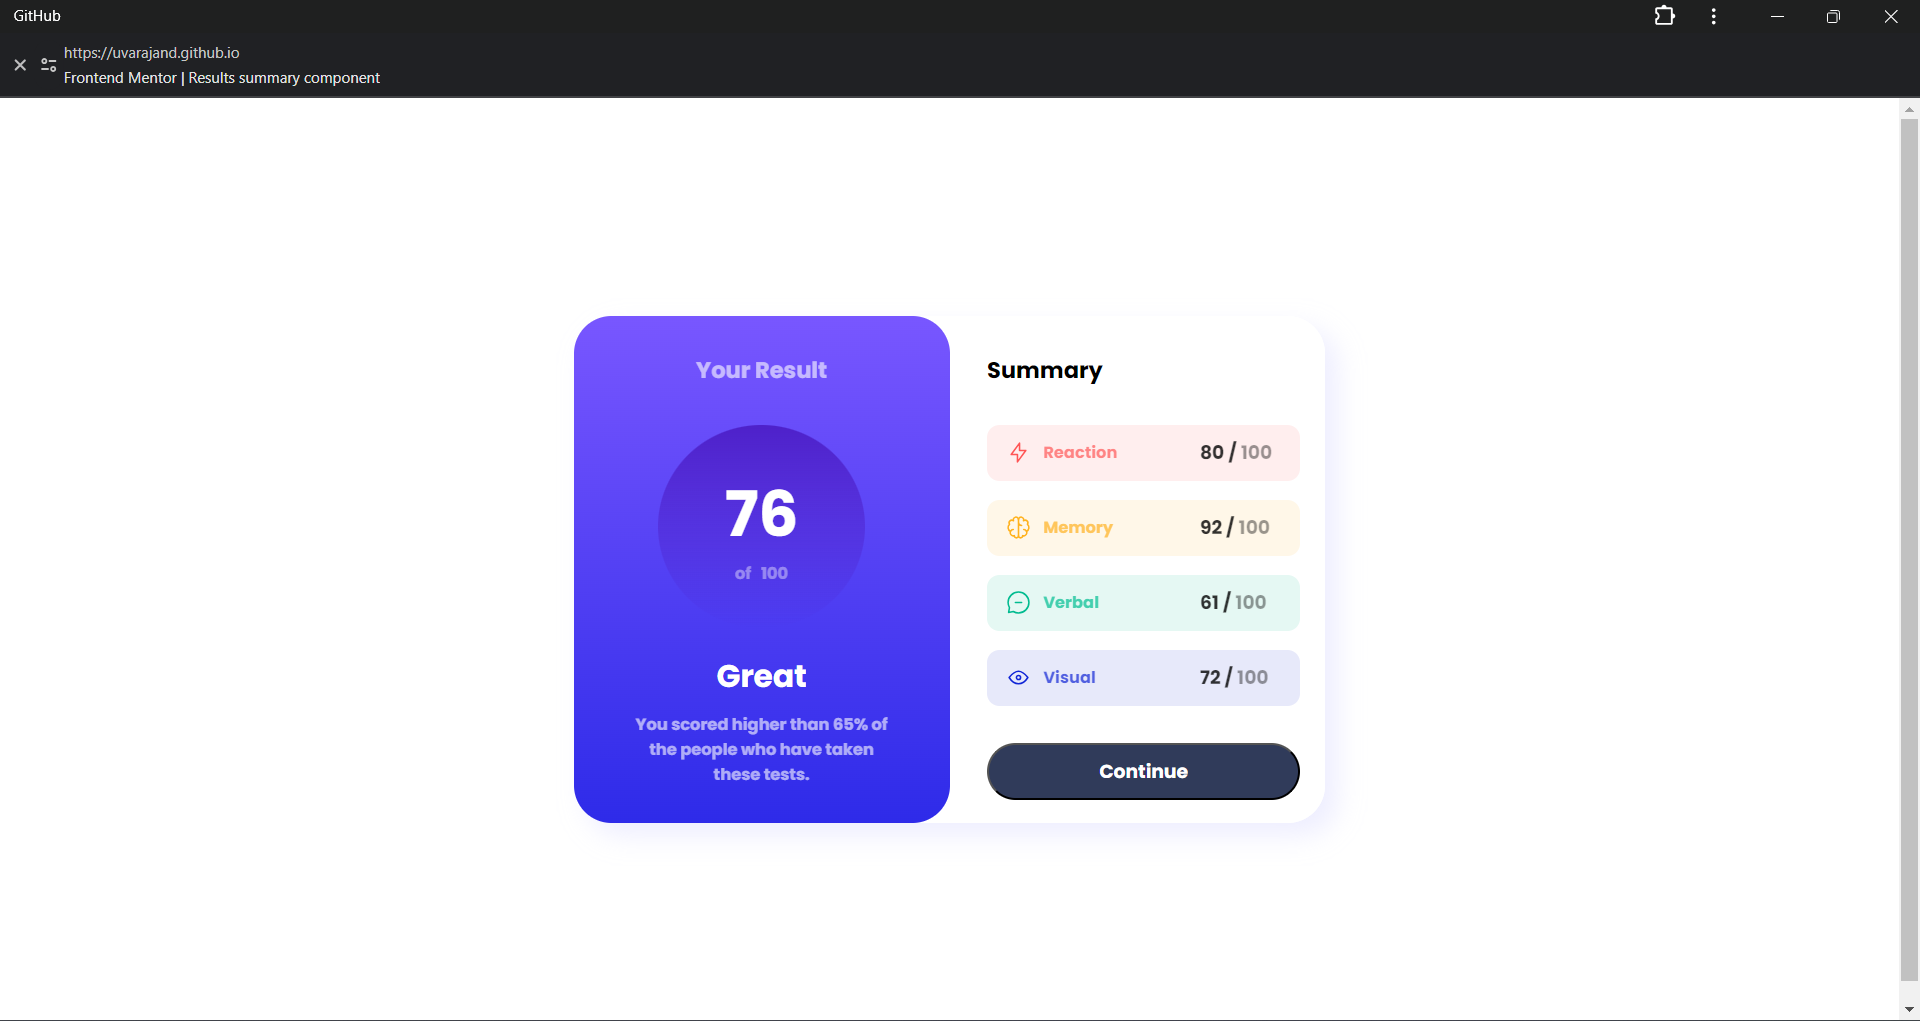 GitHub
https://uvarajand.github.io
Frontend Mentor | Results summary component
Your Result
76
of 100
Great
You scored higher than 65% of
the people who have taken
these tests.
Summary
Reaction 80 / 100
Memory 92 / 100
Verbal 61 / 100
Visual 72 / 100
Continue